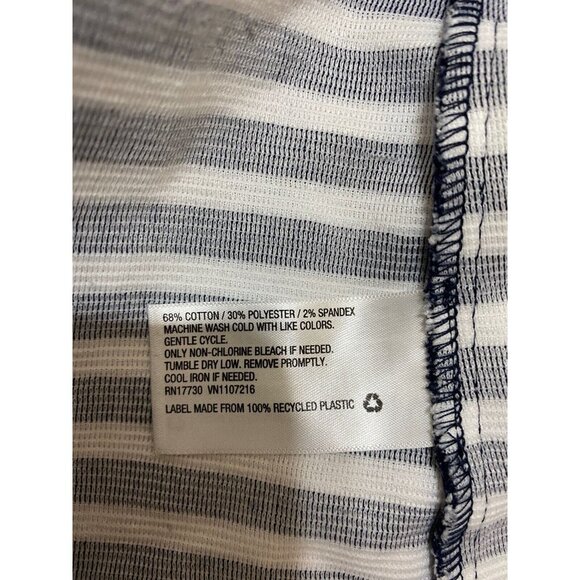 68% COTTON / 30% POLYESTER / 2% SPANDEX
MACHINE WASH COLD WITH LIKE COLORS.
GENTLE CYCLE.
ONLY NON-CHLORINE BLEACH IF NEEDED.
TUMBLE DRY LOW. REMOVE PROMPTLY.
COOL IRON IF NEEDED.
RN17730 VN1107216
LABEL MADE FROM 100% RECYCLED PLASTIC